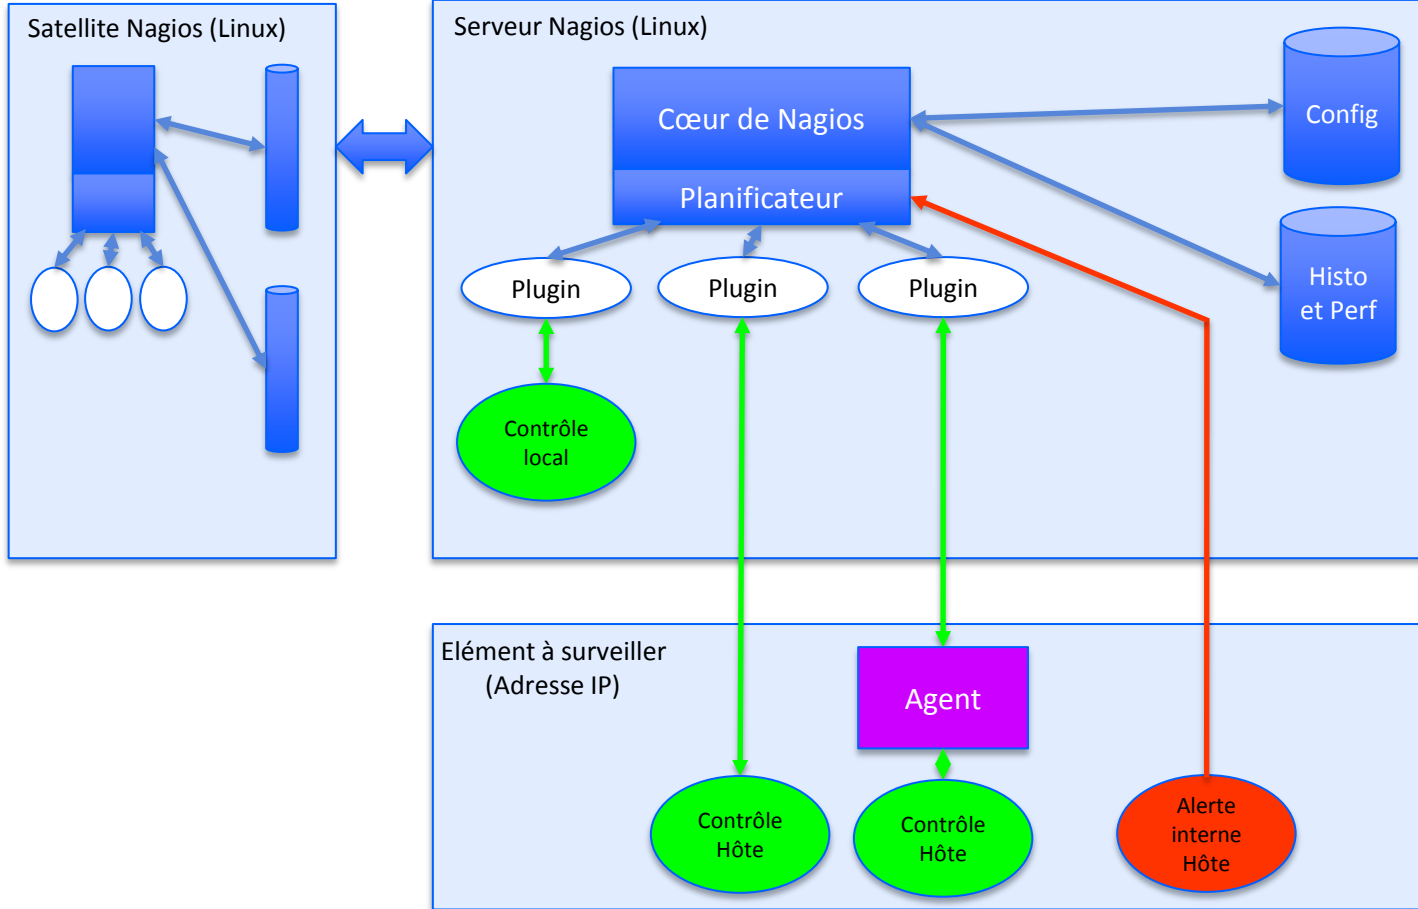 Satellite Nagios (Linux)
Serveur Nagios (Linux)
Cœur de Nagios
Planificateur
Config
Histo
et Perf
Plugin
Plugin
Plugin
Contrôle
local
Elément à surveiller
(Adresse IP)
Agent
Contrôle
Hôte
Contrôle
Hôte
Alerte
interne
Hôte